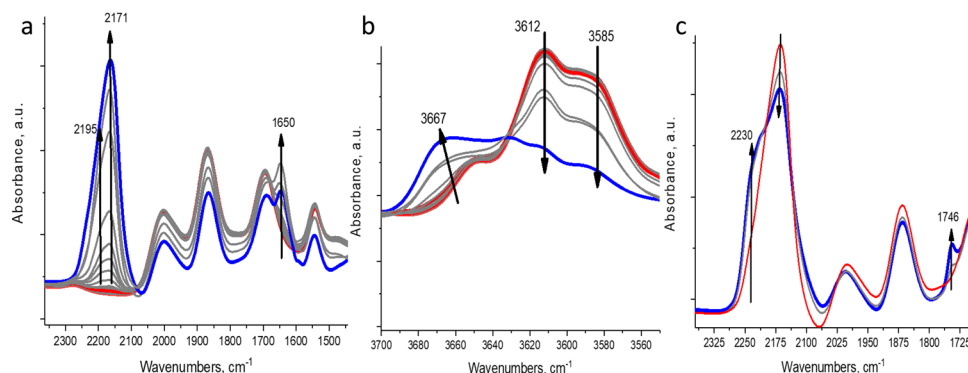 a
2171
2195
1650
Absorbance, a.u.
2300 2200 2100 2000 1900 1800 1700 1600 1500
Wavenumbers, cm-1
b
3612
3585
3667
Absorbance, a.u.
3700 3680 3660 3640 3620 3600 3580 3560
Wavenumbers, cm-1
c
2230
1746
Absorbance, a.u.
2325 2250 2175 2100 2025 1950 1875 1800 1725
Wavenumbers, cm-1